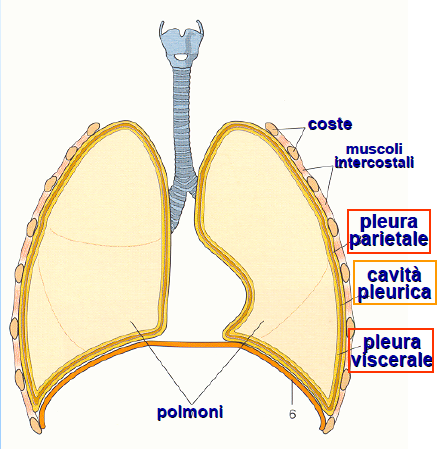 coste
muscoli
intercostali
pleura
parietale
cavità
pleurica
pleura
viscerale
polmoni
6